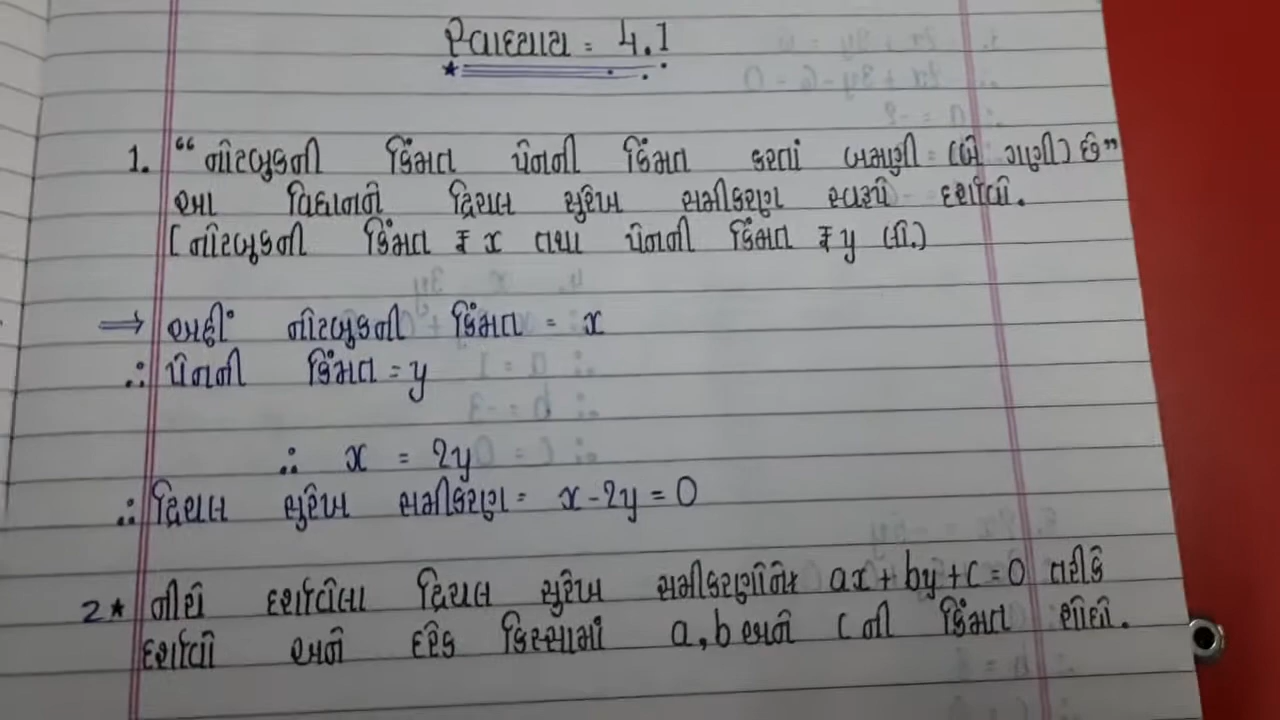 સ્વાધ્યાય = 4.1
1. “નોટબુકની કિંમત પેનની કિંમત કરતાં બમણી (બે ગણી) છે”
આ વિધાનને દ્વિચલ સુરેખ સમીકરણ સ્વરૂપે દર્શાવો.
(નોટબુકની કિંમત ₹ x તથા પેનની કિંમત ₹ y લો.)
⇒ અહીં નોટબુકની કિંમત = x
∴ પેનની કિંમત = y
∴ x = 2y
∴ દ્વિચલ સુરેખ સમીકરણ = x - 2y = 0
2★ નીચે દર્શાવેલા દ્વિચલ સુરેખ સમીકરણોને ax + by + c = 0 તરીકે
દર્શાવો અને દરેક કિસ્સામાં a, b અને c ની કિંમત શોધો.